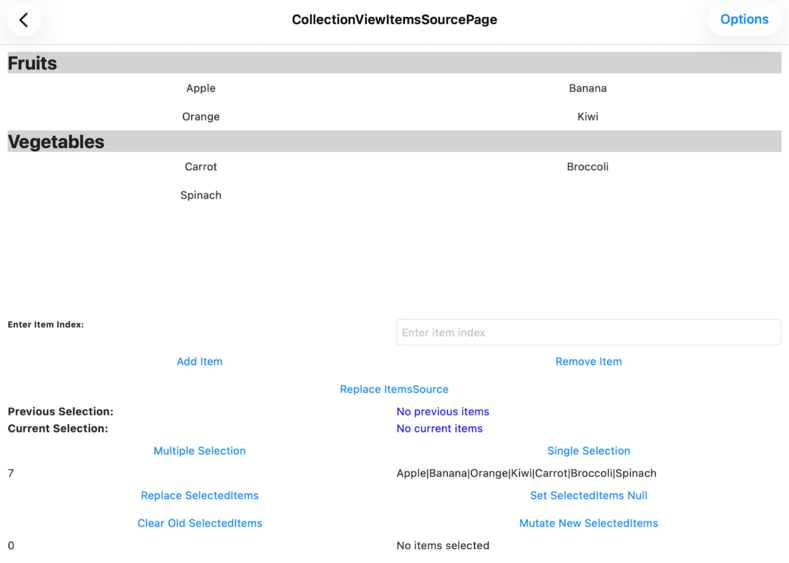 CollectionViewItemsSourcePage Options
Fruits
Apple Banana
Orange Kiwi
Vegetables
Carrot Broccoli
Spinach
Enter Item Index: Enter item index
Add Item Remove Item
Replace ItemsSource
Previous Selection: No previous items
Current Selection: No current items
Multiple Selection Single Selection
7 Apple|Banana|Orange|Kiwi|Carrot|Broccoli|Spinach
Replace SelectedItems Set SelectedItems Null
Clear Old SelectedItems Mutate New SelectedItems
0 No items selected